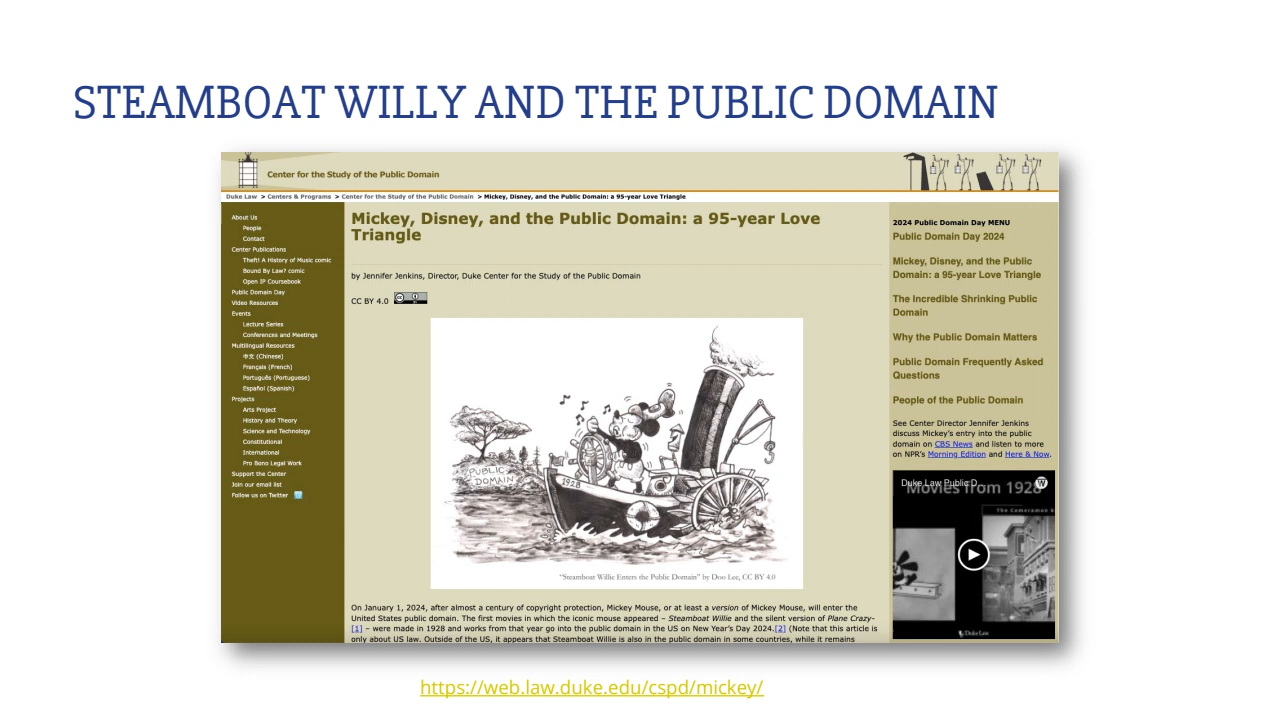 STEAMBOAT WILLY AND THE PUBLIC DOMAIN
Center for the Study of the Public Domain
Duke Law > Centers & Programs > Center for the Study of the Public Domain > Mickey, Disney, and the Public Domain: a 95-year Love Triangle
About Us
People
Contact
Center Publications
Theft! A History of Music comic
Bound By Law? comic
Open IP Coursebook
Public Domain Day
Video Resources
Events
Lecture Series
Conferences and Meetings
Multilingual Resources
中文 (Chinese)
Français (French)
Português (Portuguese)
Español (Spanish)
Projects
Arts Project
History and Theory
Science and Technology
Constitutional
International
Pro Bono Legal Work
Support the Center
Join our email list
Follow us on Twitter
Mickey, Disney, and the Public Domain: a 95-year Love
Triangle
by Jennifer Jenkins, Director, Duke Center for the Study of the Public Domain
CC BY 4.0
PUBLIC
DOMAIN
1928
"Steamboat Willie Enters the Public Domain" by Doo Lee, CC BY 4.0
On January 1, 2024, after almost a century of copyright protection, Mickey Mouse, or at least a version of Mickey Mouse, will enter the
United States public domain. The first movies in which the iconic mouse appeared – Steamboat Willie and the silent version of Plane Crazy-
[1] – were made in 1928 and works from that year go into the public domain in the US on New Year's Day 2024.[2] (Note that this article is
only about US law. Outside of the US, it appears that Steamboat Willie is also in the public domain in some countries, while it remains
2024 Public Domain Day MENU
Public Domain Day 2024
Mickey, Disney, and the Public
Domain: a 95-year Love Triangle
The Incredible Shrinking Public
Domain
Why the Public Domain Matters
Public Domain Frequently Asked
Questions
People of the Public Domain
See Center Director Jennifer Jenkins
discuss Mickey's entry into the public
domain on CBS News and listen to more
on NPR's Morning Edition and Here & Now.
Duke Law Public D...
W
Movies from 1928
The Cameraman
Duke Law
https://web.law.duke.edu/cspd/mickey/